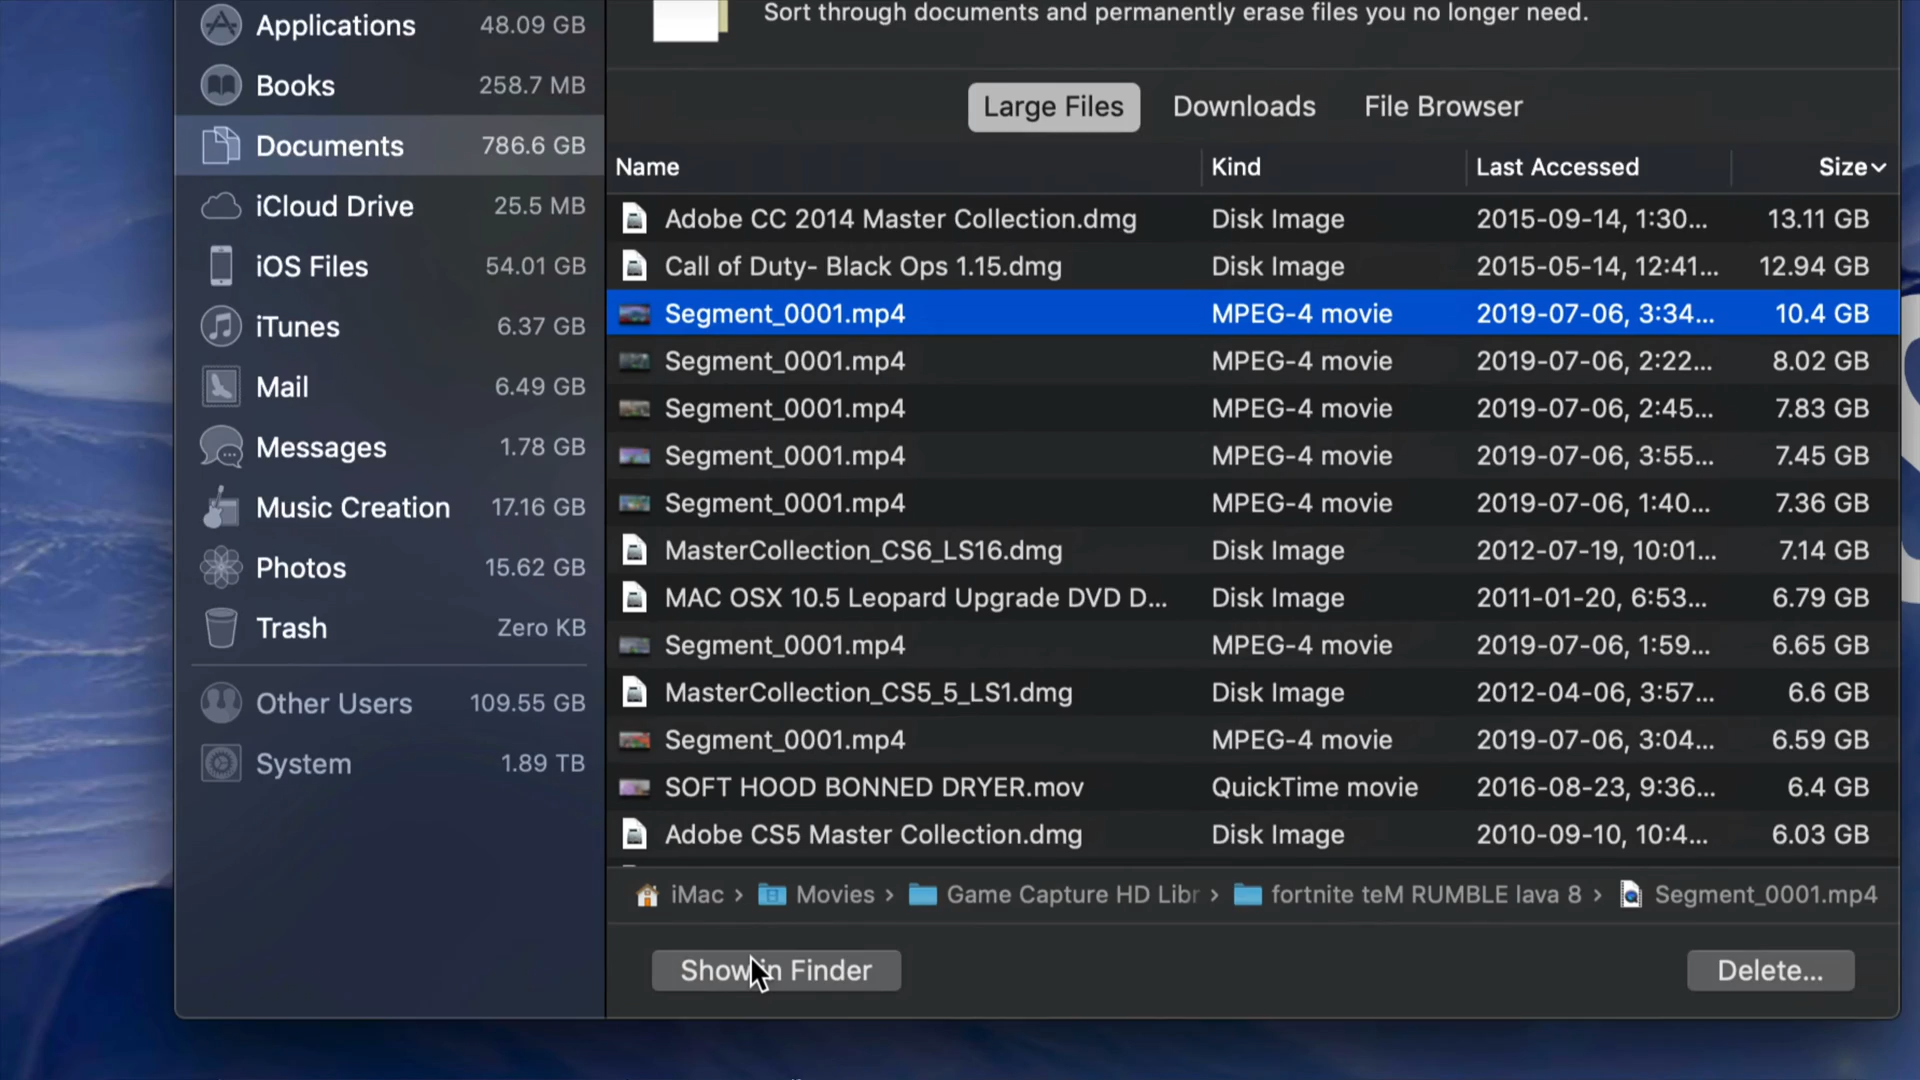 Applications 48.09 GB
Books 258.7 MB
Documents 786.6 GB
iCloud Drive 25.5 MB
iOS Files 54.01 GB
iTunes 6.37 GB
Mail 6.49 GB
Messages 1.78 GB
Music Creation 17.16 GB
Photos 15.62 GB
Trash Zero KB
Other Users 109.55 GB
System 1.89 TB
Sort through documents and permanently erase files you no longer need.
Large Files Downloads File Browser
Name Kind Last Accessed Size
Adobe CC 2014 Master Collection.dmg Disk Image 2015-09-14, 1:30... 13.11 GB
Call of Duty- Black Ops 1.15.dmg Disk Image 2015-05-14, 12:41... 12.94 GB
Segment_0001.mp4 MPEG-4 movie 2019-07-06, 3:34... 10.4 GB
Segment_0001.mp4 MPEG-4 movie 2019-07-06, 2:22... 8.02 GB
Segment_0001.mp4 MPEG-4 movie 2019-07-06, 2:45... 7.83 GB
Segment_0001.mp4 MPEG-4 movie 2019-07-06, 3:55... 7.45 GB
Segment_0001.mp4 MPEG-4 movie 2019-07-06, 1:40... 7.36 GB
MasterCollection_CS6_LS16.dmg Disk Image 2012-07-19, 10:01... 7.14 GB
MAC OSX 10.5 Leopard Upgrade DVD D... Disk Image 2011-01-20, 6:53... 6.79 GB
Segment_0001.mp4 MPEG-4 movie 2019-07-06, 1:59... 6.65 GB
MasterCollection_CS5_5_LS1.dmg Disk Image 2012-04-06, 3:57... 6.6 GB
Segment_0001.mp4 MPEG-4 movie 2019-07-06, 3:04... 6.59 GB
SOFT HOOD BONNED DRYER.mov QuickTime movie 2016-08-23, 9:36... 6.4 GB
Adobe CS5 Master Collection.dmg Disk Image 2010-09-10, 10:4... 6.03 GB
iMac › Movies › Game Capture HD Libr › fortnite teM RUMBLE lava 8 › Segment_0001.mp4
Show in Finder Delete...